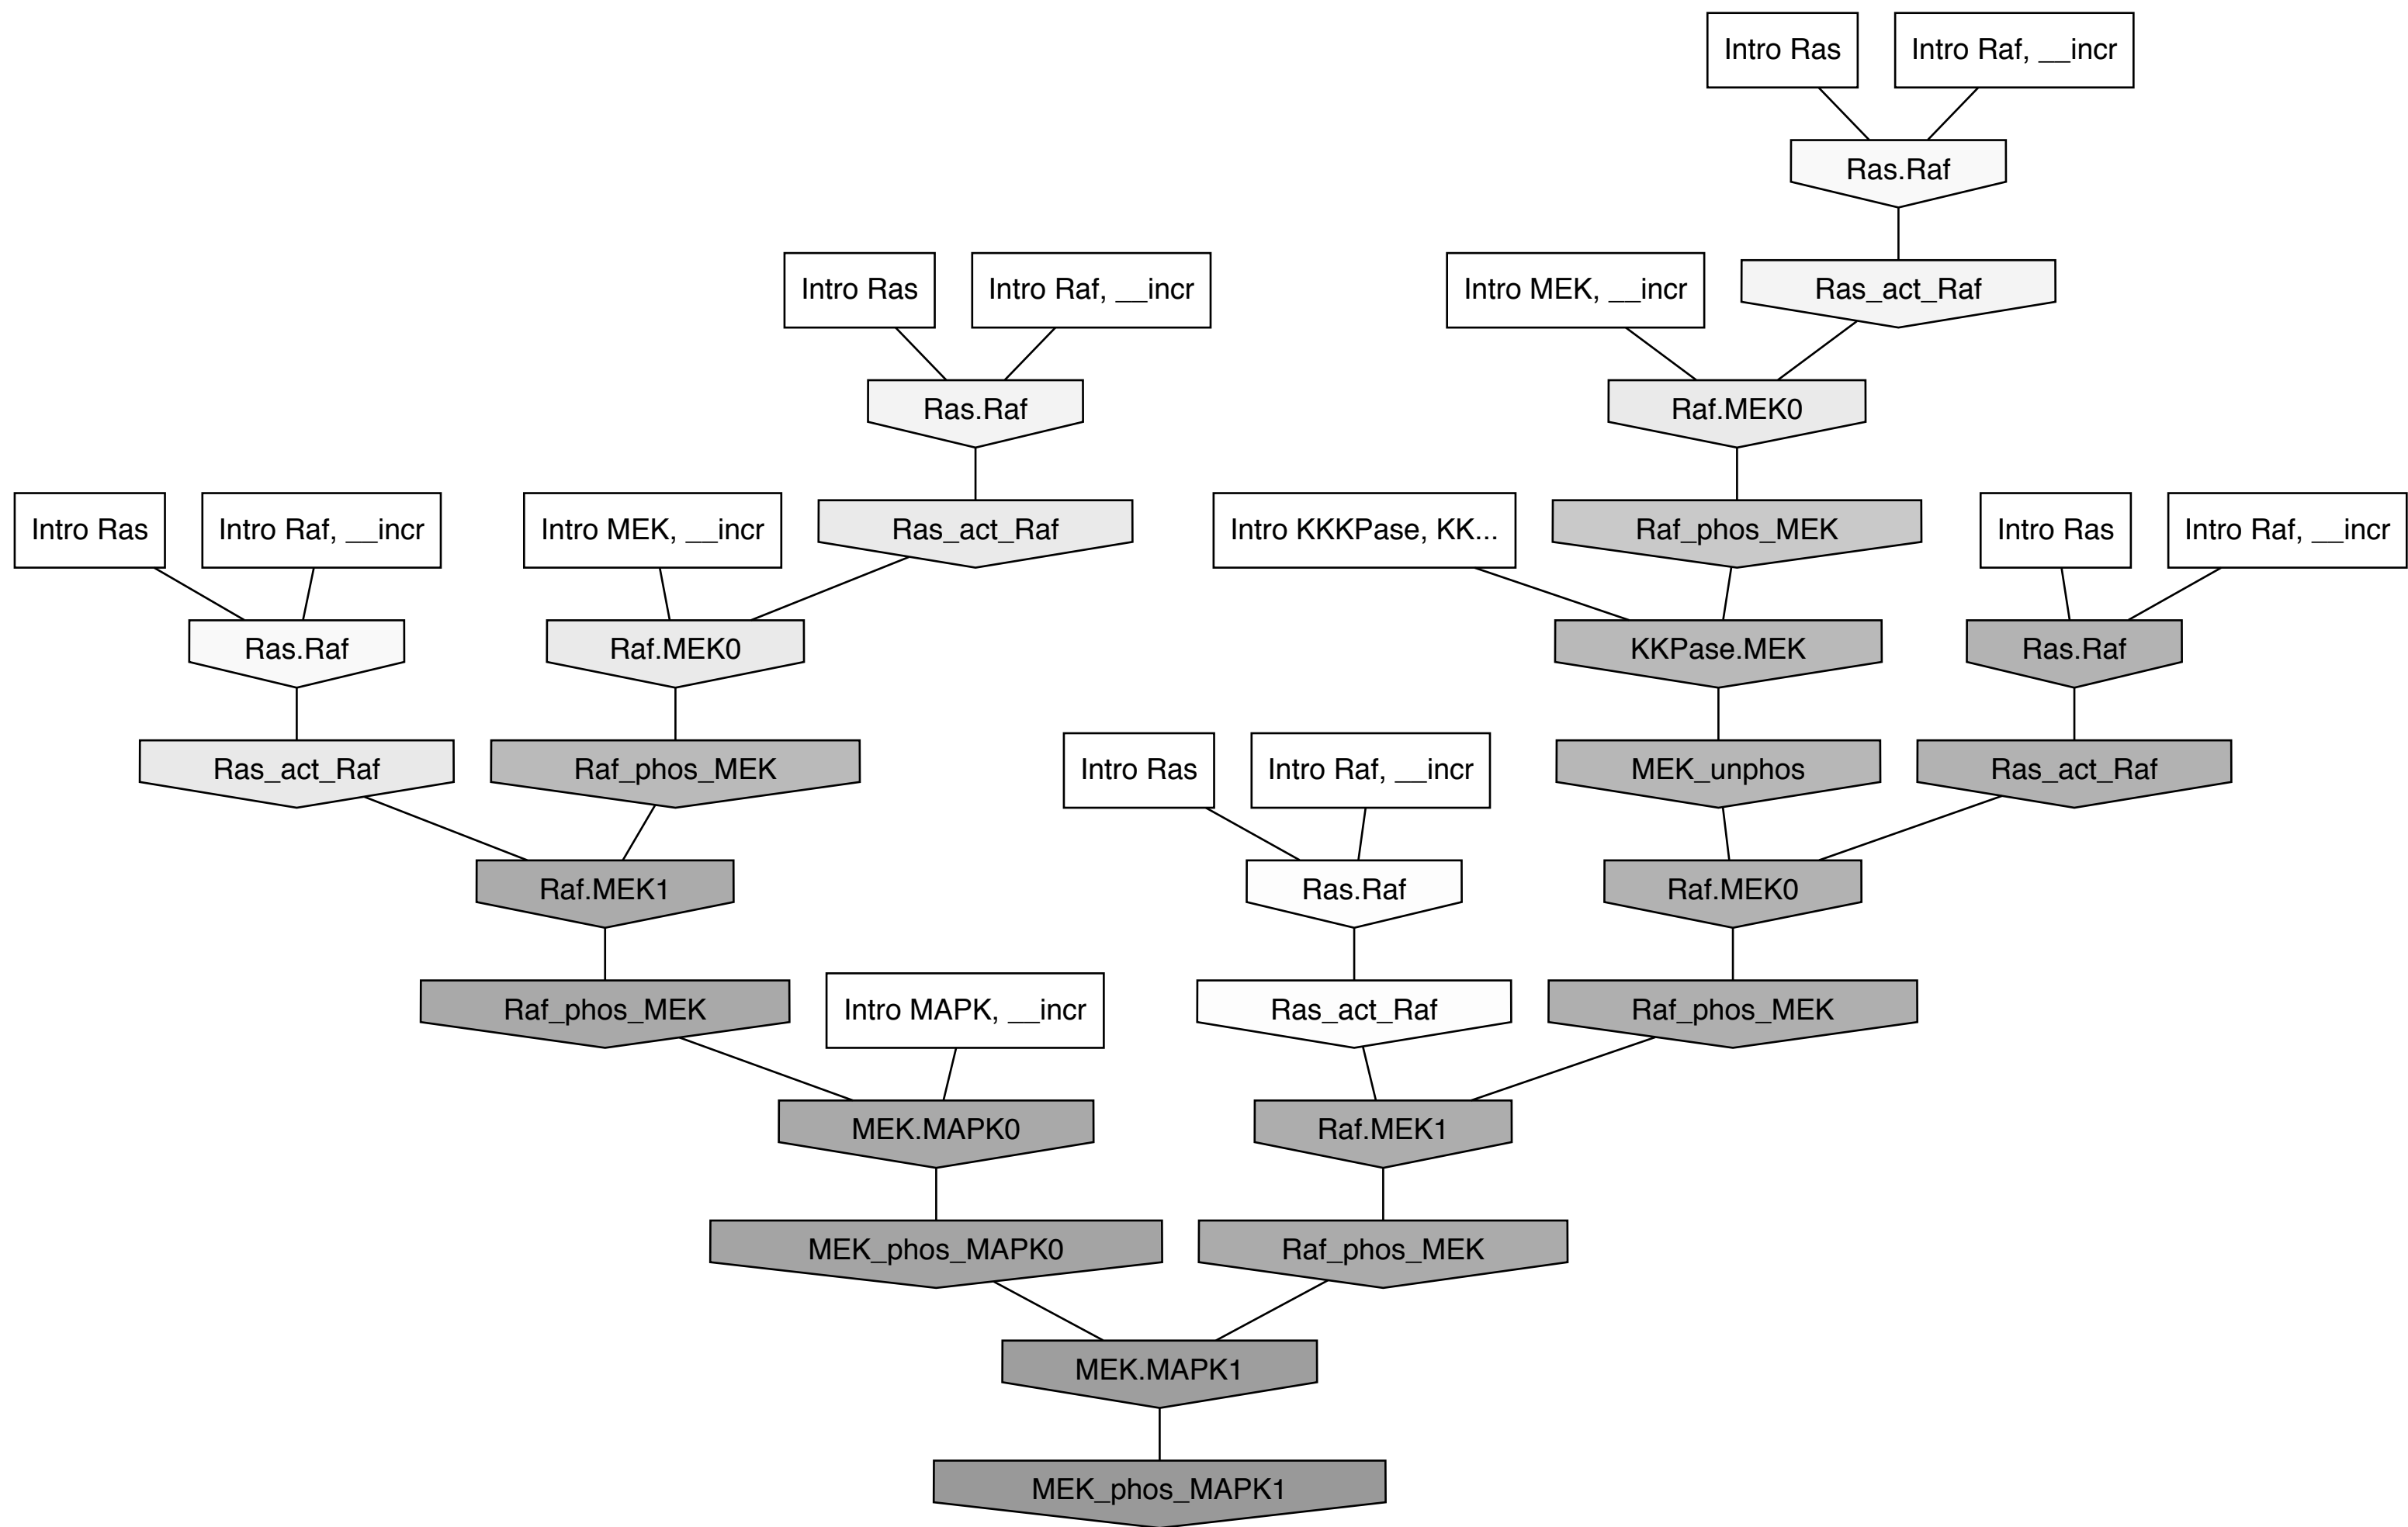 Intro Ras
Intro Raf, __incr
Ras.Raf
Intro Ras
Intro Raf, __incr
Intro MEK, __incr
Ras_act_Raf
Ras.Raf
Raf.MEK0
Intro Ras
Intro Raf, __incr
Intro MEK, __incr
Ras_act_Raf
Intro KKKPase, KK...
Raf_phos_MEK
Intro Ras
Intro Raf, __incr
Ras.Raf
Raf.MEK0
KKPase.MEK
Ras.Raf
Ras_act_Raf
Raf_phos_MEK
Intro Ras
Intro Raf, __incr
MEK_unphos
Ras_act_Raf
Raf.MEK1
Ras.Raf
Raf.MEK0
Raf_phos_MEK
Intro MAPK, __incr
Ras_act_Raf
Raf_phos_MEK
MEK.MAPK0
Raf.MEK1
MEK_phos_MAPK0
Raf_phos_MEK
MEK.MAPK1
MEK_phos_MAPK1